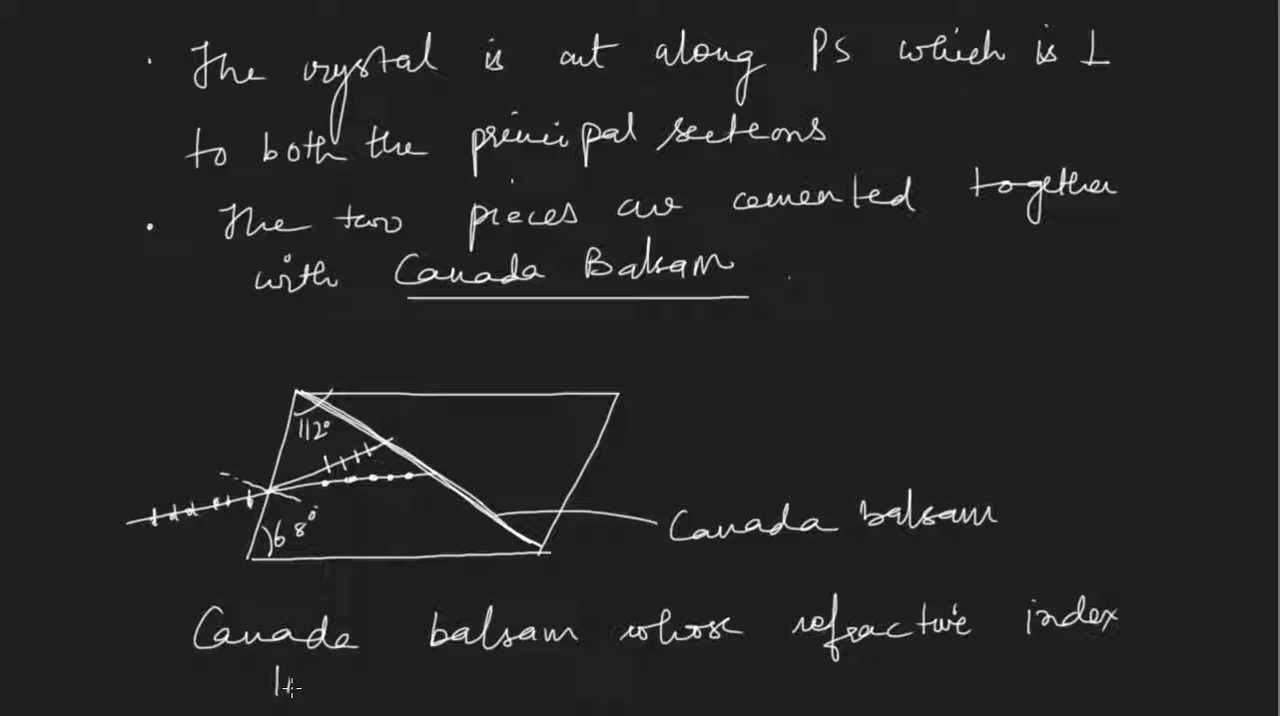 . The crystal is cut along PS which is ⊥
to both the principal sections
. The two pieces are cemented together
with Canada Balsam .
112°
68°
Canada balsam
Canada balsam whose refractive index